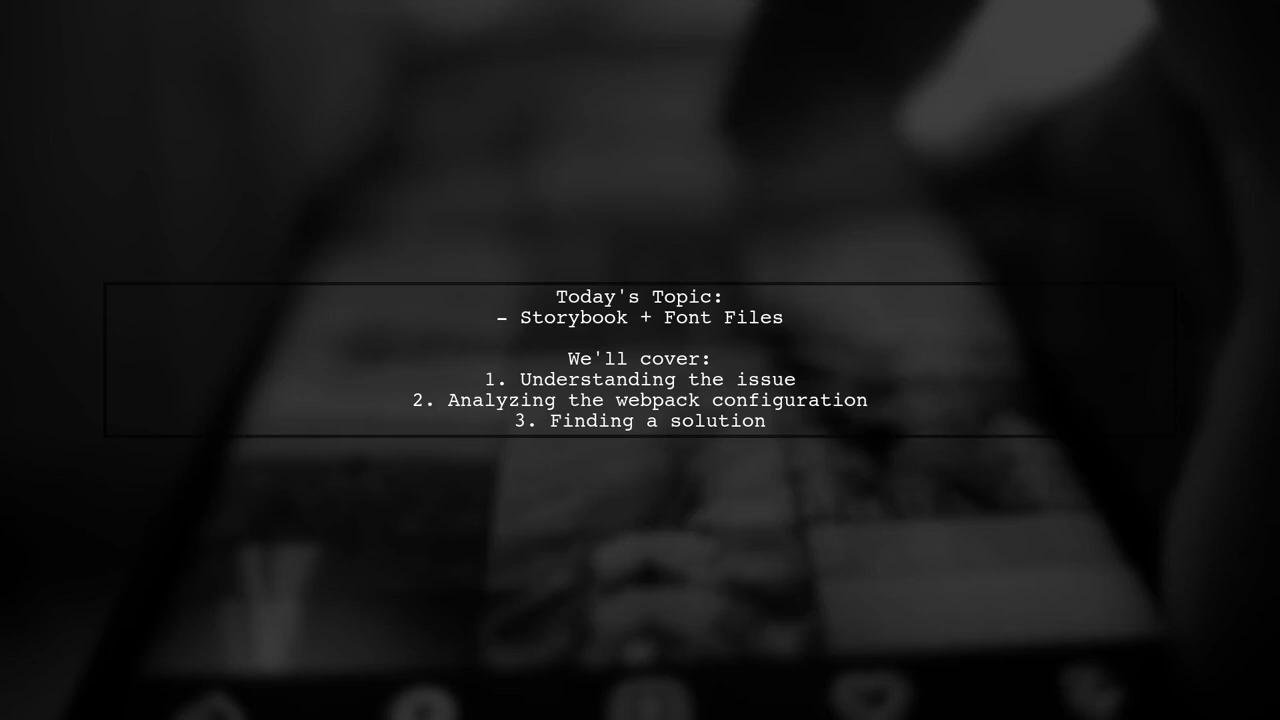 Today's Topic:
- Storybook + Font Files
We'll cover:
1. Understanding the issue
2. Analyzing the webpack configuration
3. Finding a solution